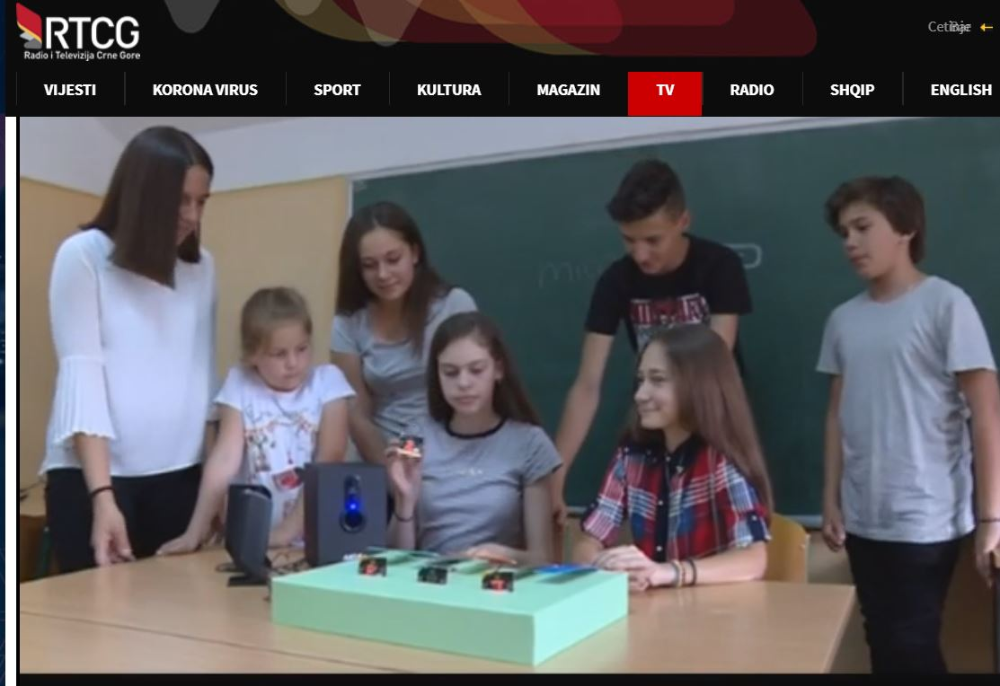 RTCG
Radio i Televizija Crne Gore
VIJESTI
KORONA VIRUS
SPORT
KULTURA
MAGAZIN
TV
RADIO
SHQIP
ENGLISH